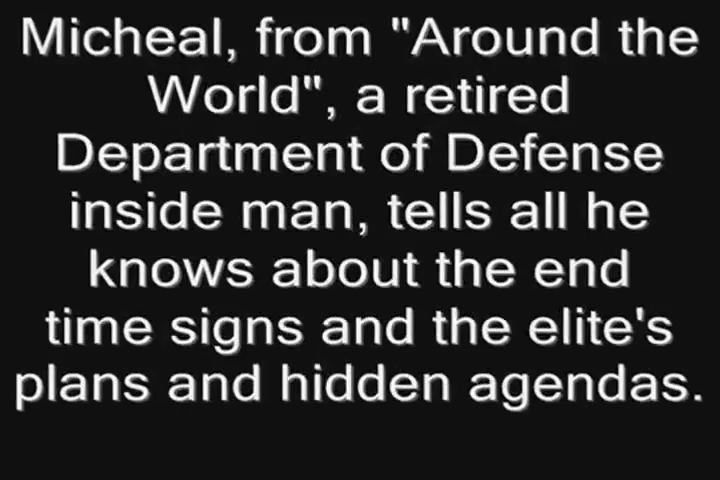 Micheal, from "Around the
World", a retired
Department of Defense
inside man, tells all he
knows about the end
time signs and the elite's
plans and hidden agendas.